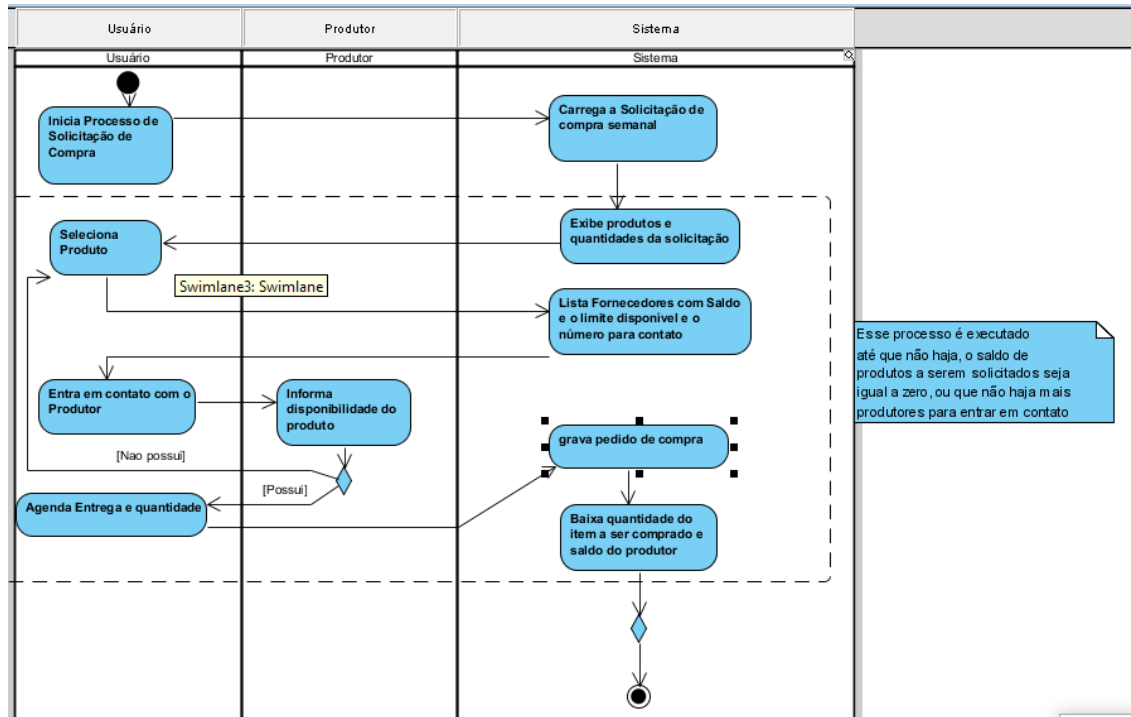 Usuário
Produtor
Sistema
Usuário
Produtor
Sistema
Inicia Processo de
Solicitação de
Compra
Carrega a Solicitação de
compra semanal
Exibe produtos e
quantidades da solicitação
Seleciona
Produto
Swimlane3: Swimlane
Lista Fornecedores com Saldo
e o limite disponivel e o
número para contato
Esse processo é executado
até que não haja, o saldo de
produtos a serem solicitados seja
igual a zero, ou que não haja mais
produtores para entrar em contato
Entra em contato com o
Produtor
Informa
disponibilidade do
produto
grava pedido de compra
[Nao possui]
[Possui]
Agenda Entrega e quantidade
Baixa quantidade do
item a ser comprado e
saldo do produtor